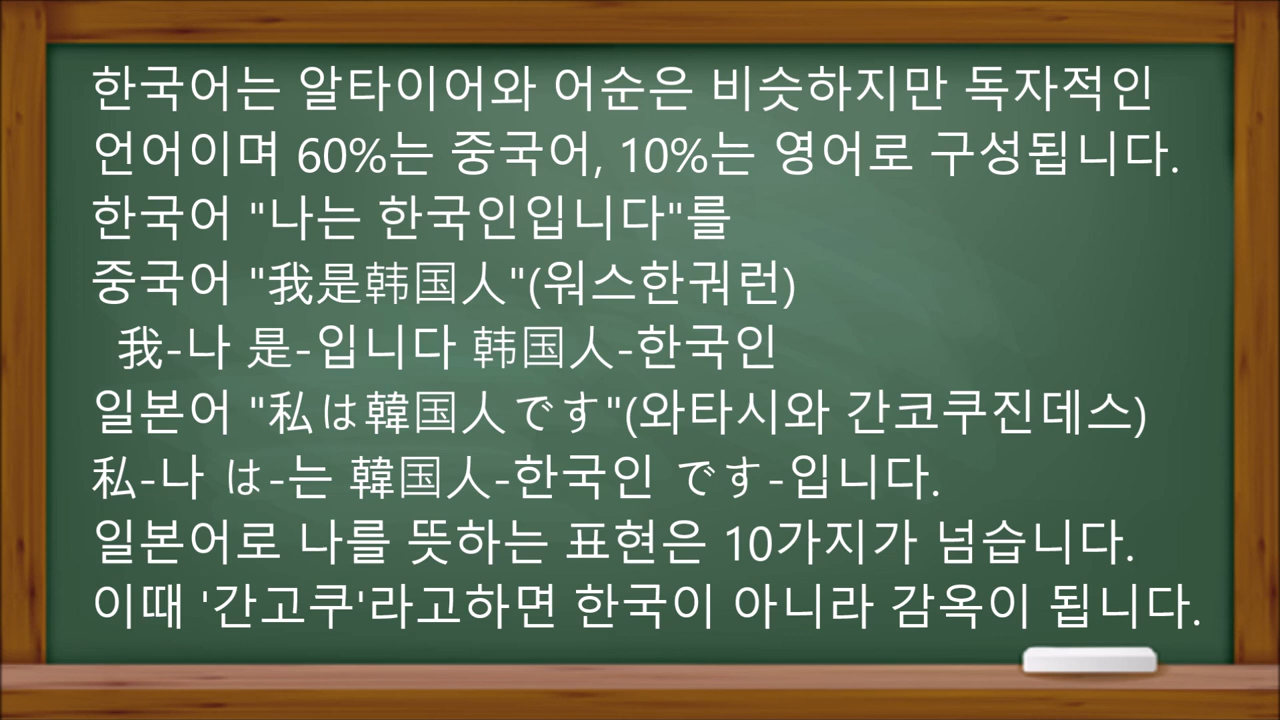 한국어는 알타이어와 어순은 비슷하지만 독자적인
언어이며 60%는 중국어, 10%는 영어로 구성됩니다.
한국어 "나는 한국인입니다"를
중국어 "我是韩国人"(워스한궈런)
我-나 是-입니다 韩国人-한국인
일본어 "私は韓国人です"(와타시와 간코쿠진데스)
私-나 は-는 韓国人-한국인 です-입니다.
일본어로 나를 뜻하는 표현은 10가지가 넘습니다.
이때 '간고쿠'라고하면 한국이 아니라 감옥이 됩니다.